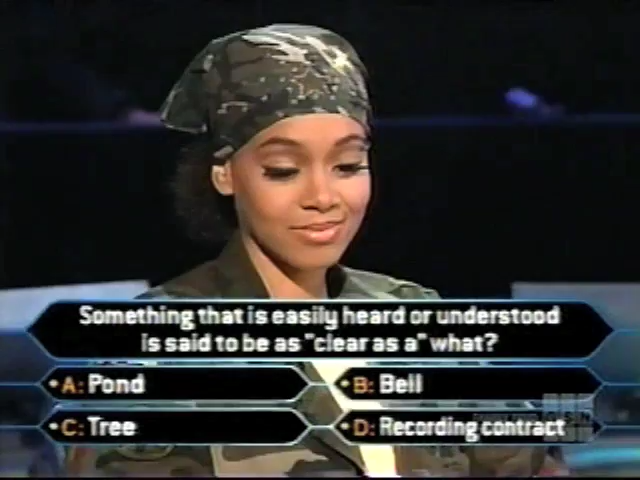 Something that is easily heard or understood
is said to be as "clear as a" what?
A: Pond
B: Bell
C: Tree
D: Recording contract